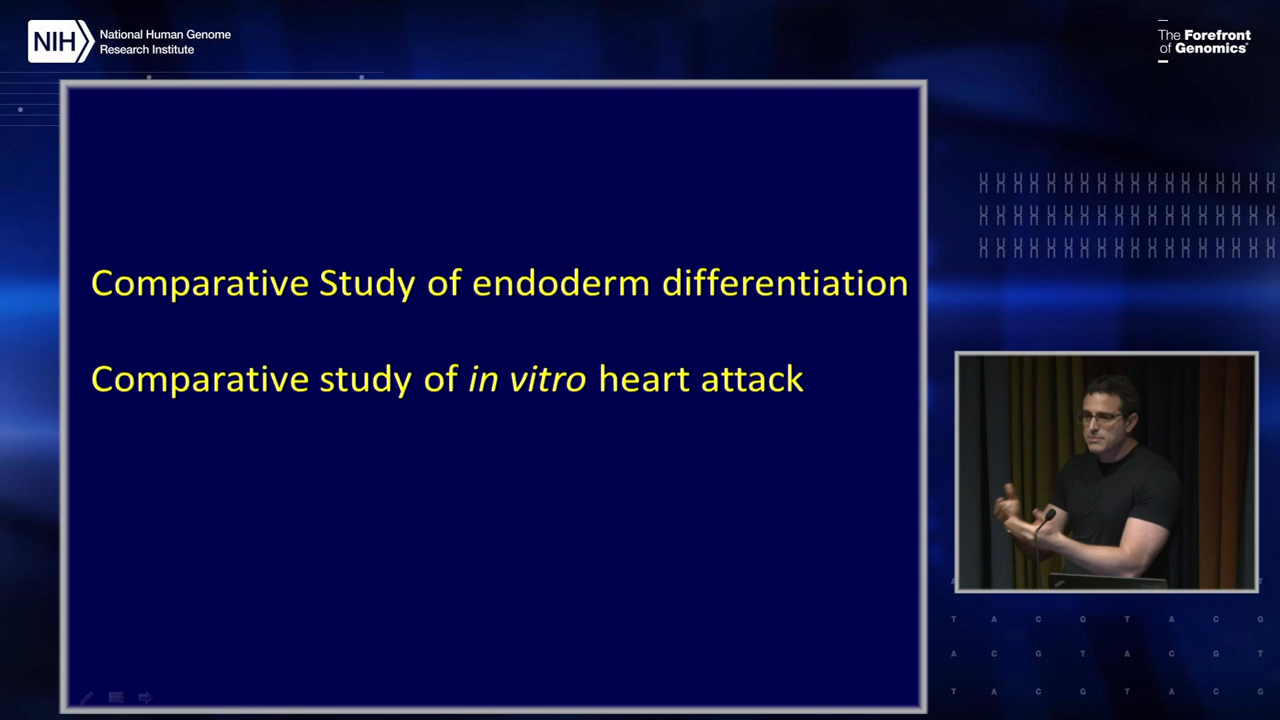 NIH National Human Genome
Research Institute
The Forefront
of Genomics®
Comparative Study of endoderm differentiation
Comparative study of in vitro heart attack
A T
T A C G T A C G
A C G T A C G T
T A C G T A C G